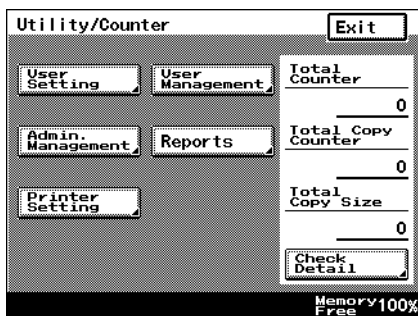 Utility/Counter
Exit
User
Setting
User
Management
Admin.
Management
Reports
Printer
Setting
Total
Counter
0
Total Copy
Counter
0
Total
Copy Size
0
Check
Detail
Memory
Free
100%